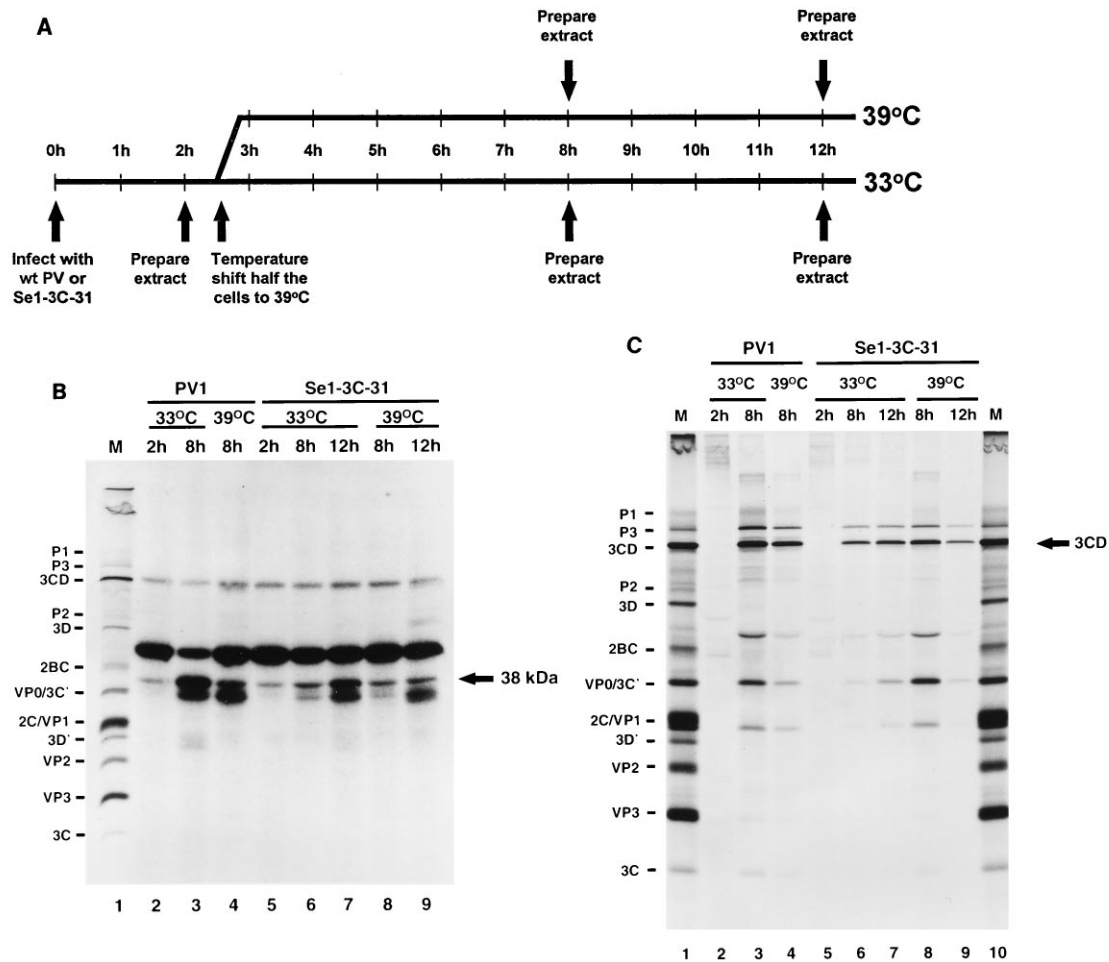 A
Prepare extract
Prepare extract
39°C
0h 1h 2h 3h 4h 5h 6h 7h 8h 9h 10h 11h 12h
33°C
Infect with wt PV or Se1-3C-31
Prepare extract
Temperature shift half the cells to 39°C
Prepare extract
Prepare extract
B
PV1 Se1-3C-31
33°C 39°C 33°C 39°C
M 2h 8h 8h 2h 8h 12h 8h 12h
P1
P3
3CD
P2
3D
2BC
VP0/3C'
2C/VP1
3D'
VP2
VP3
3C
38 kDa
1 2 3 4 5 6 7 8 9
C
PV1 Se1-3C-31
33°C 39°C 33°C 39°C
M 2h 8h 8h 2h 8h 12h 8h 12h M
P1
P3
3CD
P2
3D
2BC
VP0/3C'
2C/VP1
3D'
VP2
VP3
3C
3CD
1 2 3 4 5 6 7 8 9 10